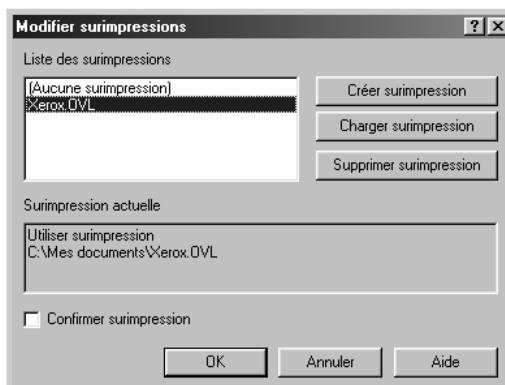 Modifier surimpressions
Liste des surimpressions
(Aucune surimpression)
Xerox.OVL
Créer surimpression
Charger surimpression
Supprimer surimpression
Surimpression actuelle
Utiliser surimpression
C:\Mes documents\Xerox.OVL
Confirmer surimpression
OK
Annuler
Aide